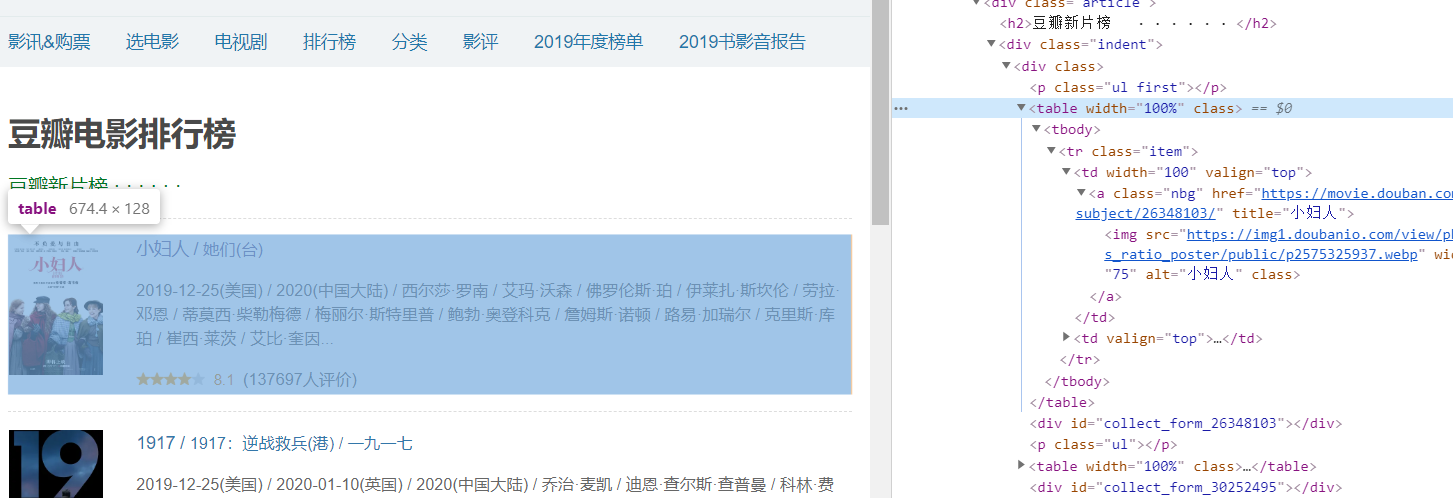 影讯&购票 选电影 电视剧 排行榜 分类 影评 2019年度榜单 2019书影音报告
豆瓣电影排行榜
豆瓣新片榜 · · · · · ·
table 674.4 × 128
小妇人
小妇人 / 她们(台)
2019-12-25(美国) / 2020(中国大陆) / 西尔莎·罗南 / 艾玛·沃森 / 佛罗伦斯·珀 / 伊莱扎·斯坎伦 / 劳拉·
邓恩 / 蒂莫西·柴勒梅德 / 梅丽尔·斯特里普 / 鲍勃·奥登科克 / 詹姆斯·诺顿 / 路易·加瑞尔 / 克里斯·库
珀 / 崔西·莱茨 / 艾比·奎因...
8.1 (137697人评价)
19
1917 / 1917：逆战救兵(港) / 一九一七
2019-12-25(美国) / 2020-01-10(英国) / 2020(中国大陆) / 乔治·麦凯 / 迪恩·查尔斯·查普曼 / 科林·费
<div class="article">
<h2>豆瓣新片榜 · · · · · · </h2>
<div class="indent">
<div class>
<p class="ul first"></p>
··· <table width="100%" class> == $0
<tbody>
<tr class="item">
<td width="100" valign="top">
<a class="nbg" href="https://movie.douban.co
subject/26348103/" title="小妇人">
<img src="https://img1.doubanio.com/view/ph
s_ratio_poster/public/p2575325937.webp" wid
"75" alt="小妇人" class>
</a>
</td>
<td valign="top">…</td>
</tr>
</tbody>
</table>
<div id="collect_form_26348103"></div>
<p class="ul"></p>
<table width="100%" class>…</table>
<div id="collect_form_30252495"></div>